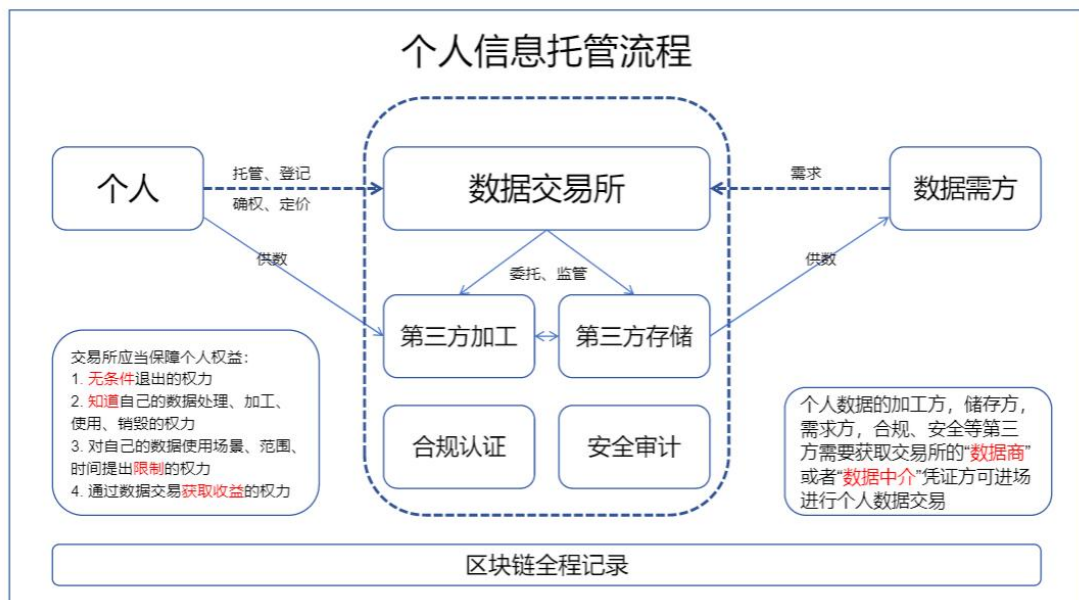 个人信息托管流程
个人
托管、登记
确权、定价
数据交易所
需求
数据需方
供数
委托、监管
供数
第三方加工
第三方存储
交易所应当保障个人权益：
1. 无条件退出的权力
2. 知道自己的数据处理、加工、
使用、销毁的权力
3. 对自己的数据使用场景、范围、
时间提出限制的权力
4. 通过数据交易获取收益的权力
合规认证
安全审计
个人数据的加工方，储存方，
需求方，合规、安全等第三
方需要获取交易所的“数据商”
或者“数据中介”凭证方可进场
进行个人数据交易
区块链全程记录